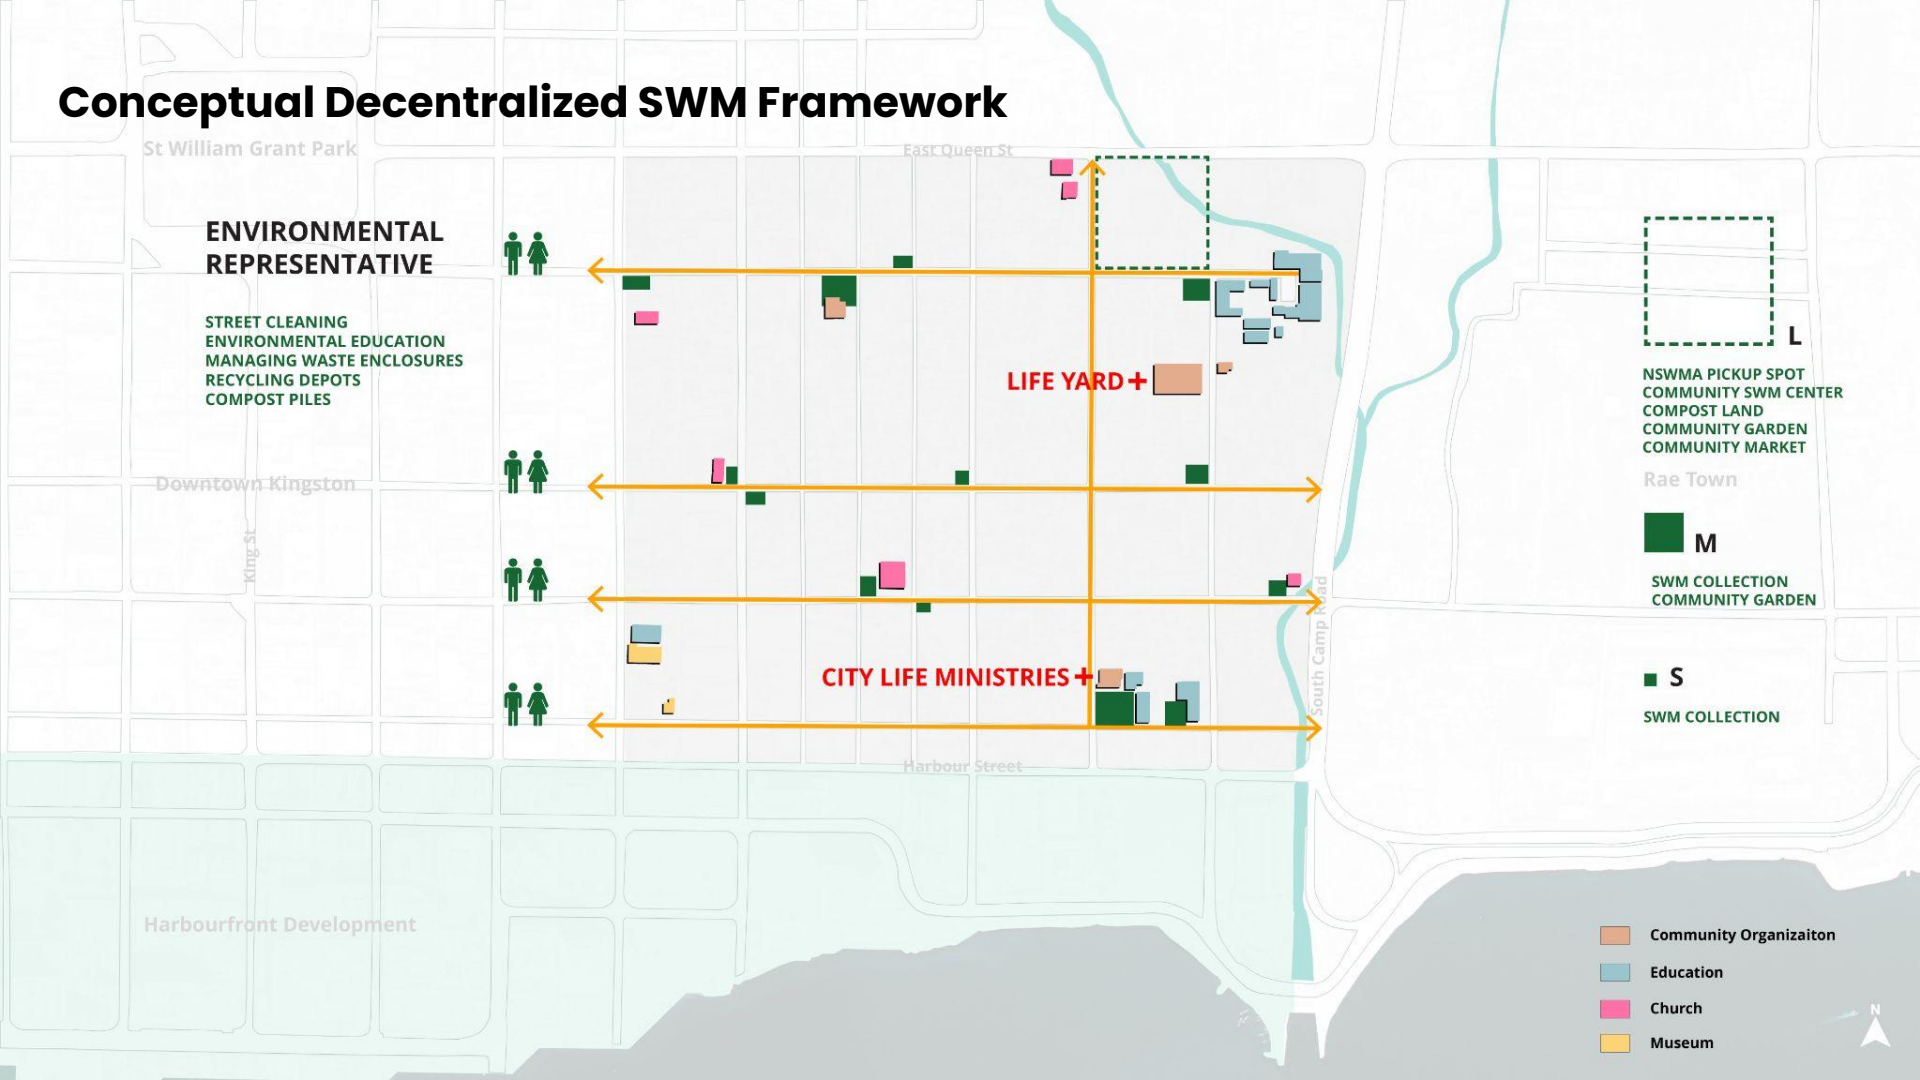 Conceptual Decentralized SWM Framework
St William Grant Park
East Queen St
ENVIRONMENTAL
REPRESENTATIVE
STREET CLEANING
ENVIRONMENTAL EDUCATION
MANAGING WASTE ENCLOSURES
RECYCLING DEPOTS
COMPOST PILES
LIFE YARD
L
NSWMA PICKUP SPOT
COMMUNITY SWM CENTER
COMPOST LAND
COMMUNITY GARDEN
COMMUNITY MARKET
Rae Town
Downtown Kingston
King St
M
SWM COLLECTION
COMMUNITY GARDEN
South Camp Road
CITY LIFE MINISTRIES
S
SWM COLLECTION
Harbour Street
Harbourfront Development
Community Organizaiton
Education
Church
Museum
N